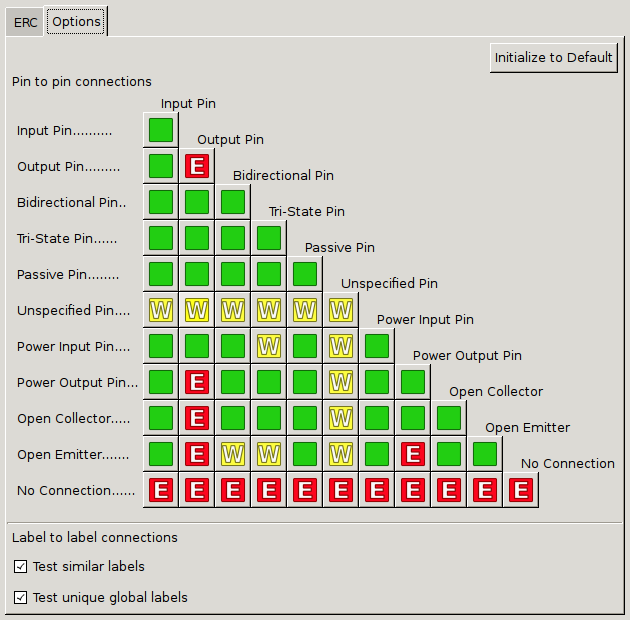 ERC Options
Initialize to Default
Pin to pin connections
Input Pin
Input Pin..........
Output Pin
Output Pin......... E
Bidirectional Pin
Bidirectional Pin..
Tri-State Pin
Tri-State Pin......
Passive Pin
Passive Pin........
Unspecified Pin
Unspecified Pin.... W W W W W W
Power Input Pin
Power Input Pin.... W W
Power Output Pin
Power Output Pin... E W
Open Collector
Open Collector..... E W
Open Emitter
Open Emitter....... E W W W E
No Connection
No Connection...... E E E E E E E E E E E
Label to label connections
Test similar labels
Test unique global labels